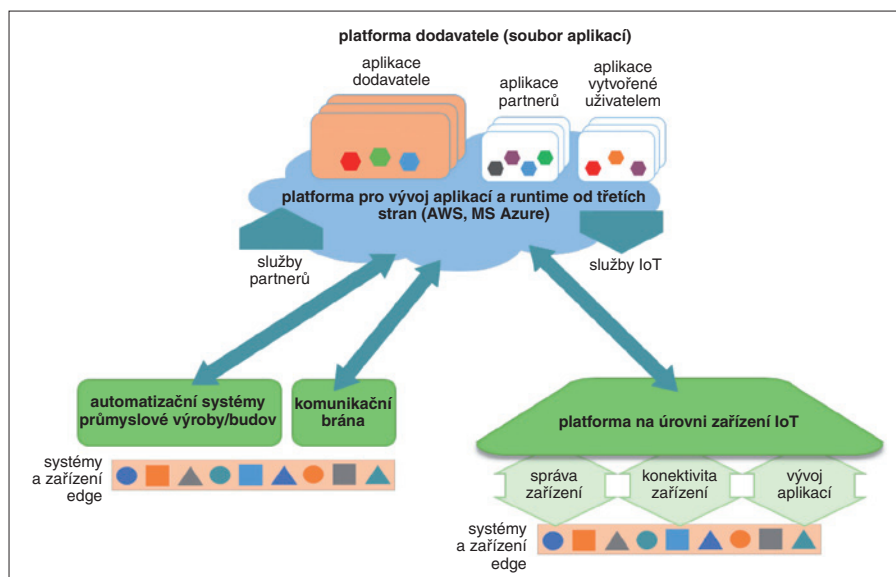 platforma dodavatele (soubor aplikací)
aplikace
dodavatele
aplikace
partnerů
aplikace
vytvořené
uživatelem
platforma pro vývoj aplikací a runtime od třetích
stran (AWS, MS Azure)
služby
partnerů
služby IoT
automatizační systémy
průmyslové výroby/budov
komunikační
brána
platforma na úrovni zařízení IoT
systémy
a zařízení
edge
správa
zařízení
konektivita
zařízení
vývoj
aplikací
systémy
a zařízení
edge